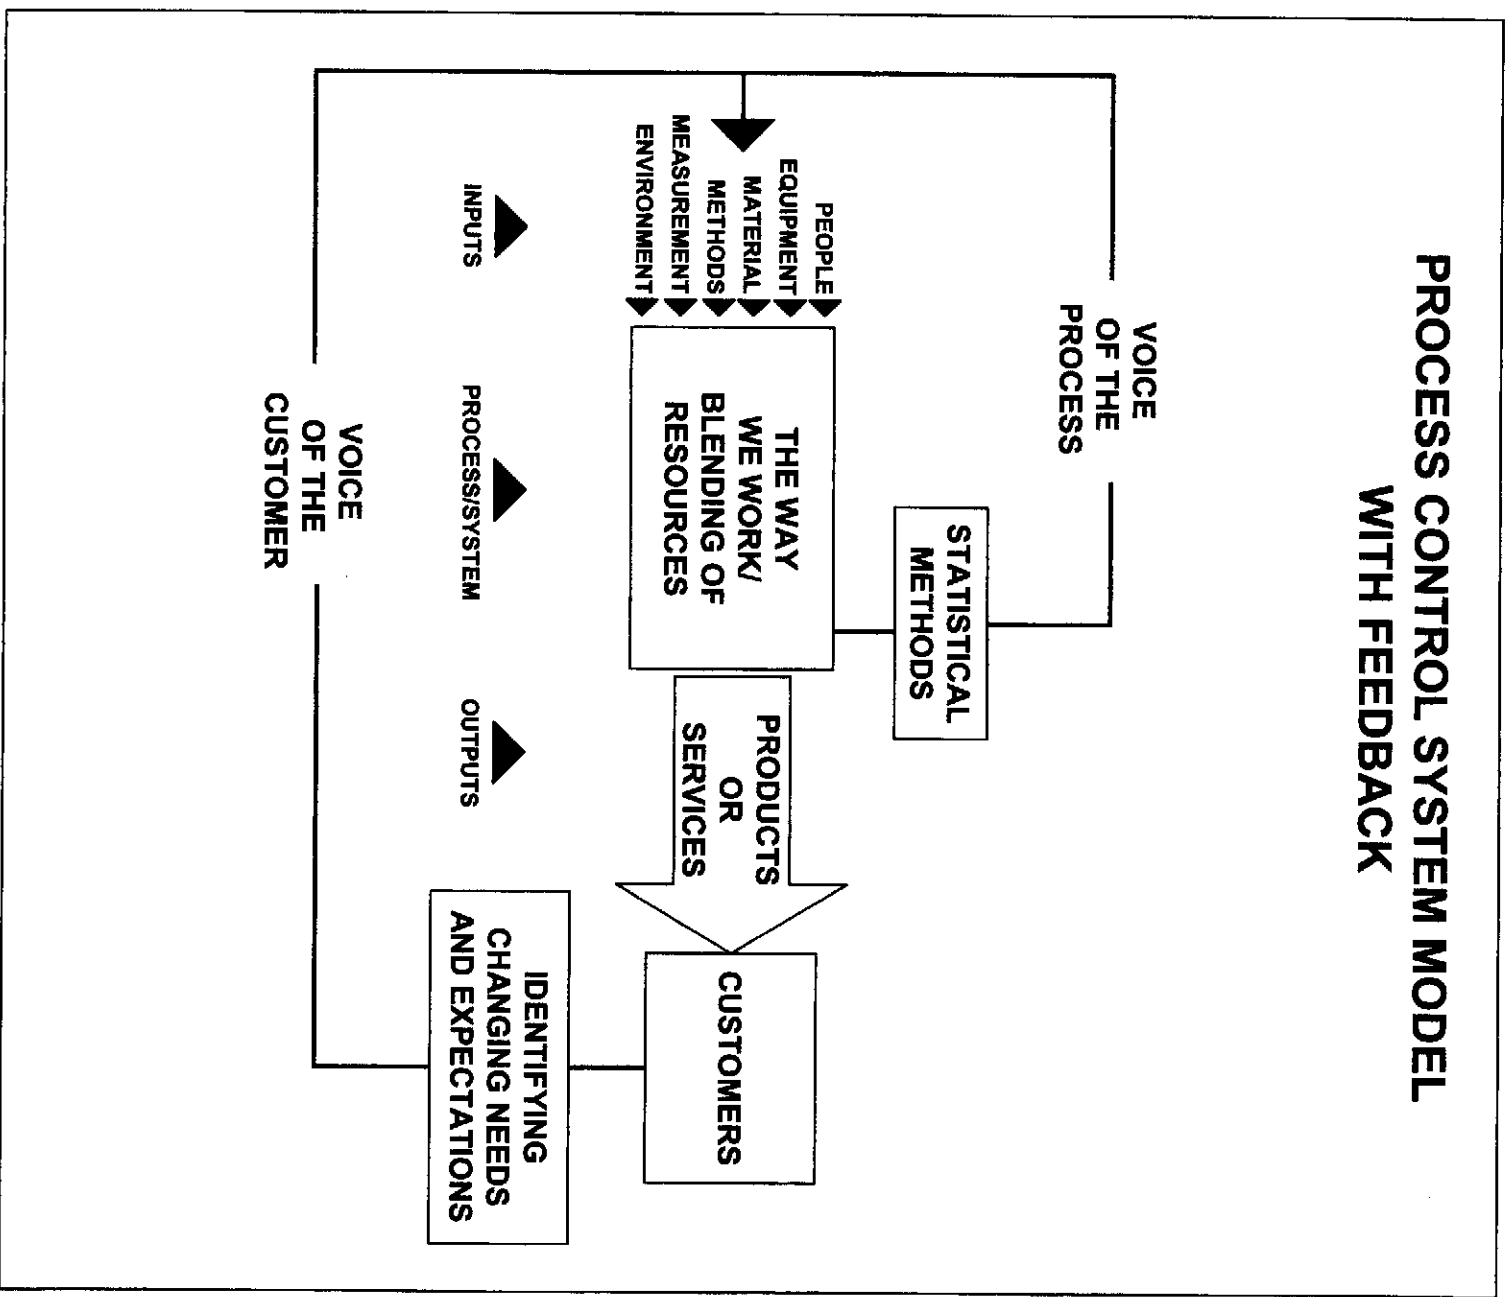 PROCESS CONTROL SYSTEM MODEL
WITH FEEDBACK
VOICE
OF THE
PROCESS
STATISTICAL
METHODS
PEOPLE
EQUIPMENT
MATERIAL
METHODS
MEASUREMENT
ENVIRONMENT
THE WAY
WE WORK/
BLENDING OF
RESOURCES
PRODUCTS
OR
SERVICES
CUSTOMERS
INPUTS
PROCESS/SYSTEM
OUTPUTS
IDENTIFYING
CHANGING NEEDS
AND EXPECTATIONS
VOICE
OF THE
CUSTOMER